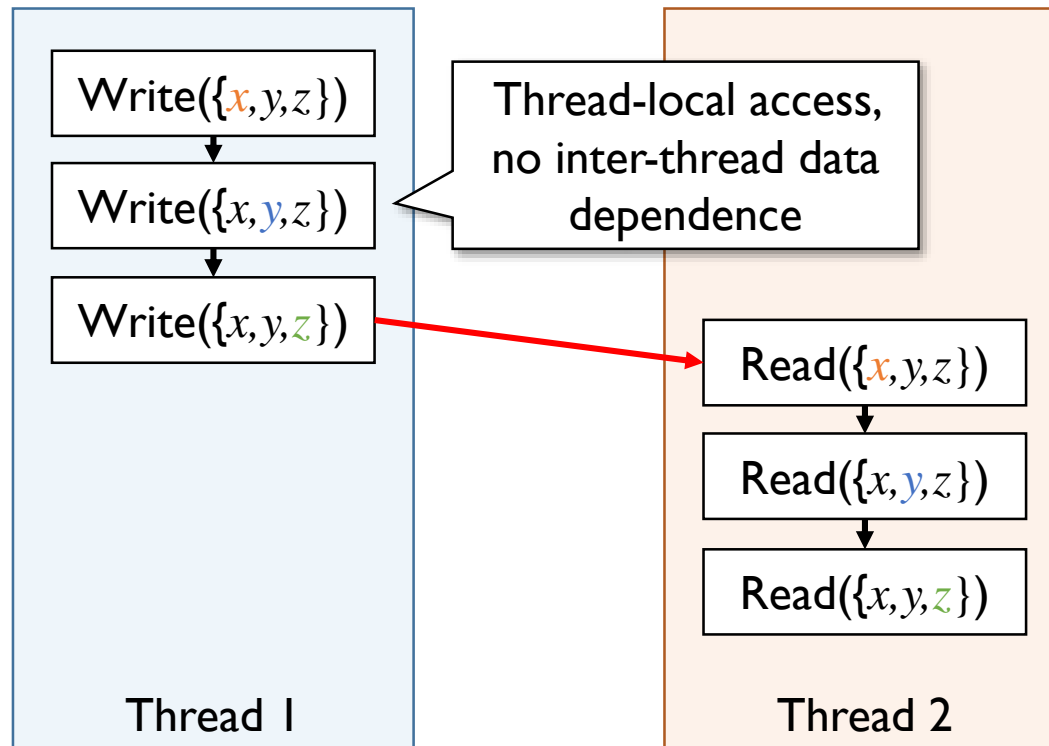 Write({x,y,z})
Write({x,y,z})
Write({x,y,z})
Thread 1
Thread-local access,
no inter-thread data
dependence
Read({x,y,z})
Read({x,y,z})
Read({x,y,z})
Thread 2